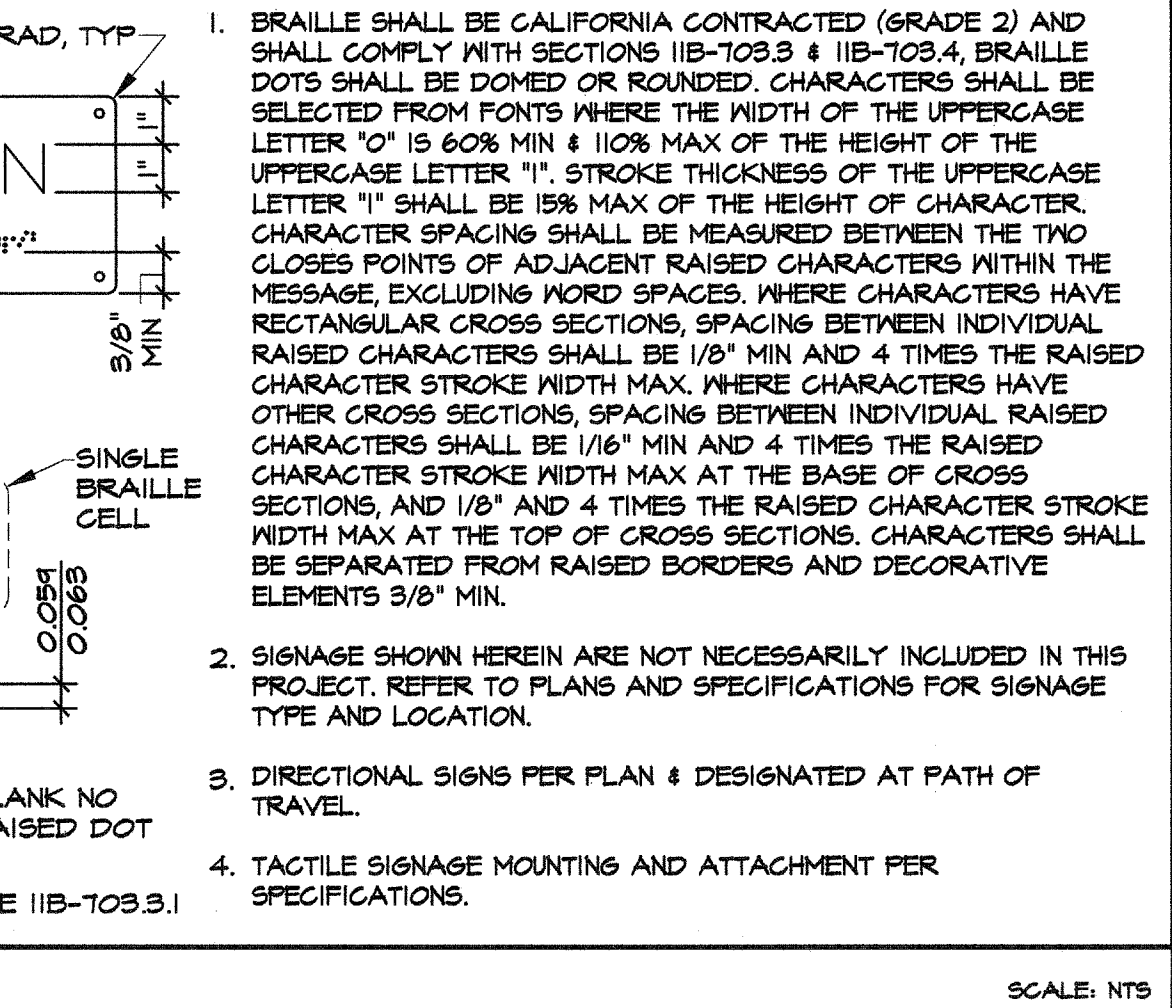 RAD, TYP
N
1"
1"
3/8"
MIN
SINGLE
BRAILLE
CELL
0.059
0.063
LANK NO
AISED DOT
E 11B-703.3.1
1. BRAILLE SHALL BE CALIFORNIA CONTRACTED (GRADE 2) AND
SHALL COMPLY WITH SECTIONS 11B-703.3 & 11B-703.4, BRAILLE
DOTS SHALL BE DOMED OR ROUNDED. CHARACTERS SHALL BE
SELECTED FROM FONTS WHERE THE WIDTH OF THE UPPERCASE
LETTER "O" IS 60% MIN & 110% MAX OF THE HEIGHT OF THE
UPPERCASE LETTER "I". STROKE THICKNESS OF THE UPPERCASE
LETTER "I" SHALL BE 15% MAX OF THE HEIGHT OF CHARACTER.
CHARACTER SPACING SHALL BE MEASURED BETWEEN THE TWO
CLOSES POINTS OF ADJACENT RAISED CHARACTERS WITHIN THE
MESSAGE, EXCLUDING WORD SPACES. WHERE CHARACTERS HAVE
RECTANGULAR CROSS SECTIONS, SPACING BETWEEN INDIVIDUAL
RAISED CHARACTERS SHALL BE 1/8" MIN AND 4 TIMES THE RAISED
CHARACTER STROKE WIDTH MAX. WHERE CHARACTERS HAVE
OTHER CROSS SECTIONS, SPACING BETWEEN INDIVIDUAL RAISED
CHARACTERS SHALL BE 1/16" MIN AND 4 TIMES THE RAISED
CHARACTER STROKE WIDTH MAX AT THE BASE OF CROSS
SECTIONS, AND 1/8" AND 4 TIMES THE RAISED CHARACTER STROKE
WIDTH MAX AT THE TOP OF CROSS SECTIONS. CHARACTERS SHALL
BE SEPARATED FROM RAISED BORDERS AND DECORATIVE
ELEMENTS 3/8" MIN.
2. SIGNAGE SHOWN HEREIN ARE NOT NECESSARILY INCLUDED IN THIS
PROJECT. REFER TO PLANS AND SPECIFICATIONS FOR SIGNAGE
TYPE AND LOCATION.
3. DIRECTIONAL SIGNS PER PLAN & DESIGNATED AT PATH OF
TRAVEL.
4. TACTILE SIGNAGE MOUNTING AND ATTACHMENT PER
SPECIFICATIONS.
SCALE: NTS